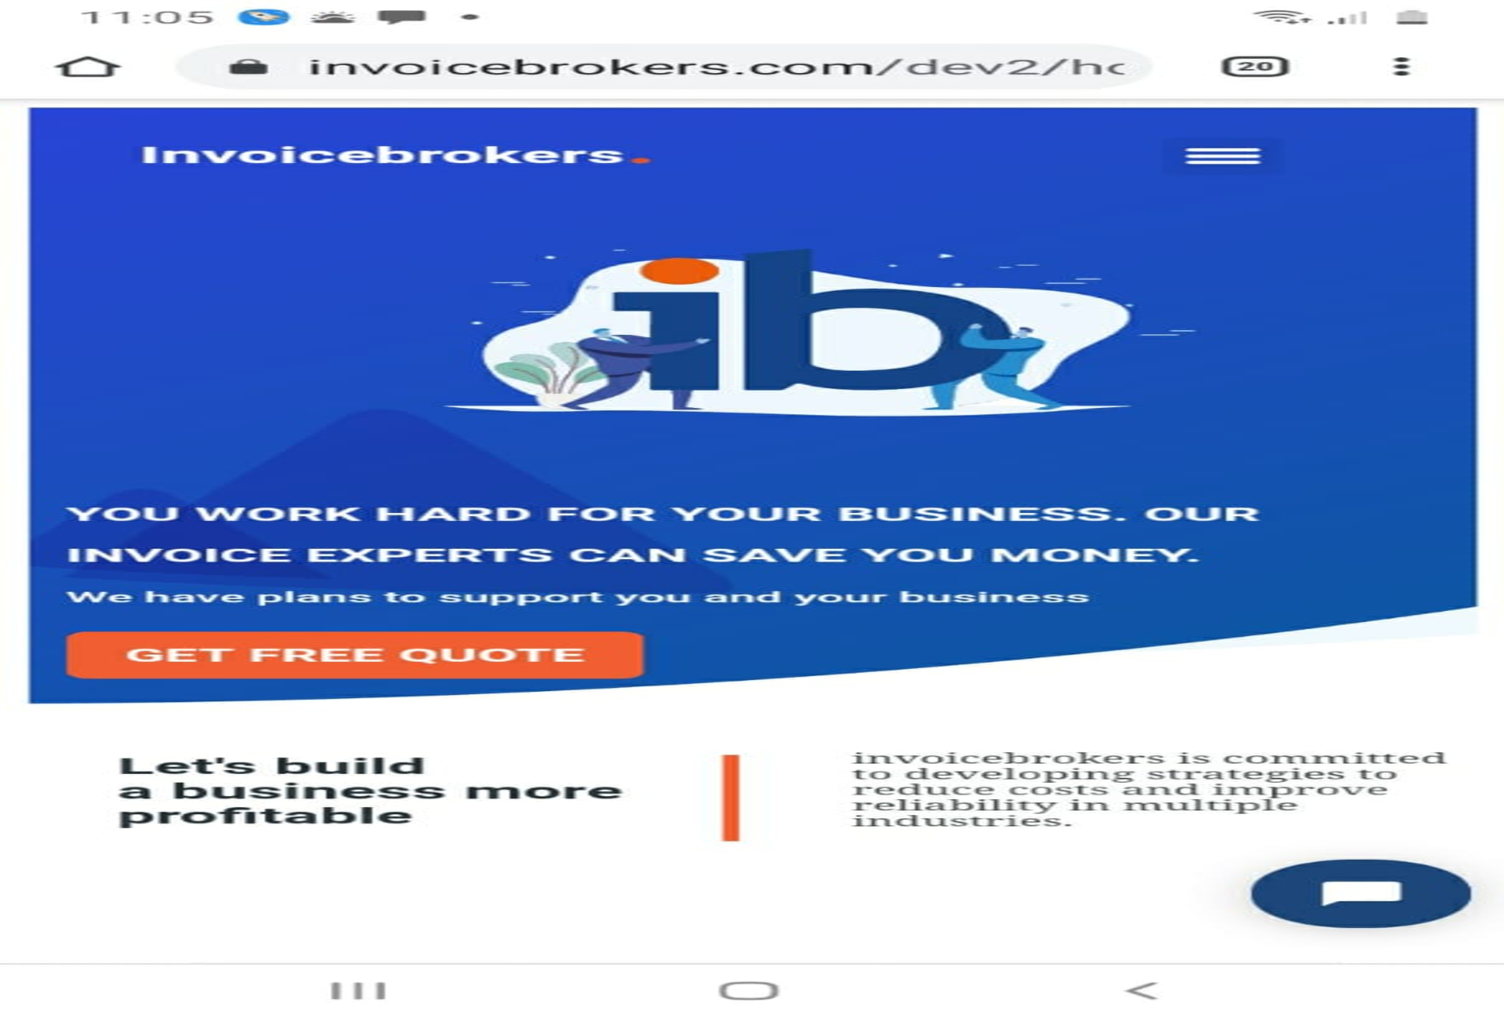 11:05
invoicebrokers.com/dev2/hc
20
Invoicebrokers.
ib
YOU WORK HARD FOR YOUR BUSINESS. OUR
INVOICE EXPERTS CAN SAVE YOU MONEY.
We have plans to support you and your business
GET FREE QUOTE
Let's build
a business more
profitable
invoicebrokers is committed
to developing strategies to
reduce costs and improve
reliability in multiple
industries.